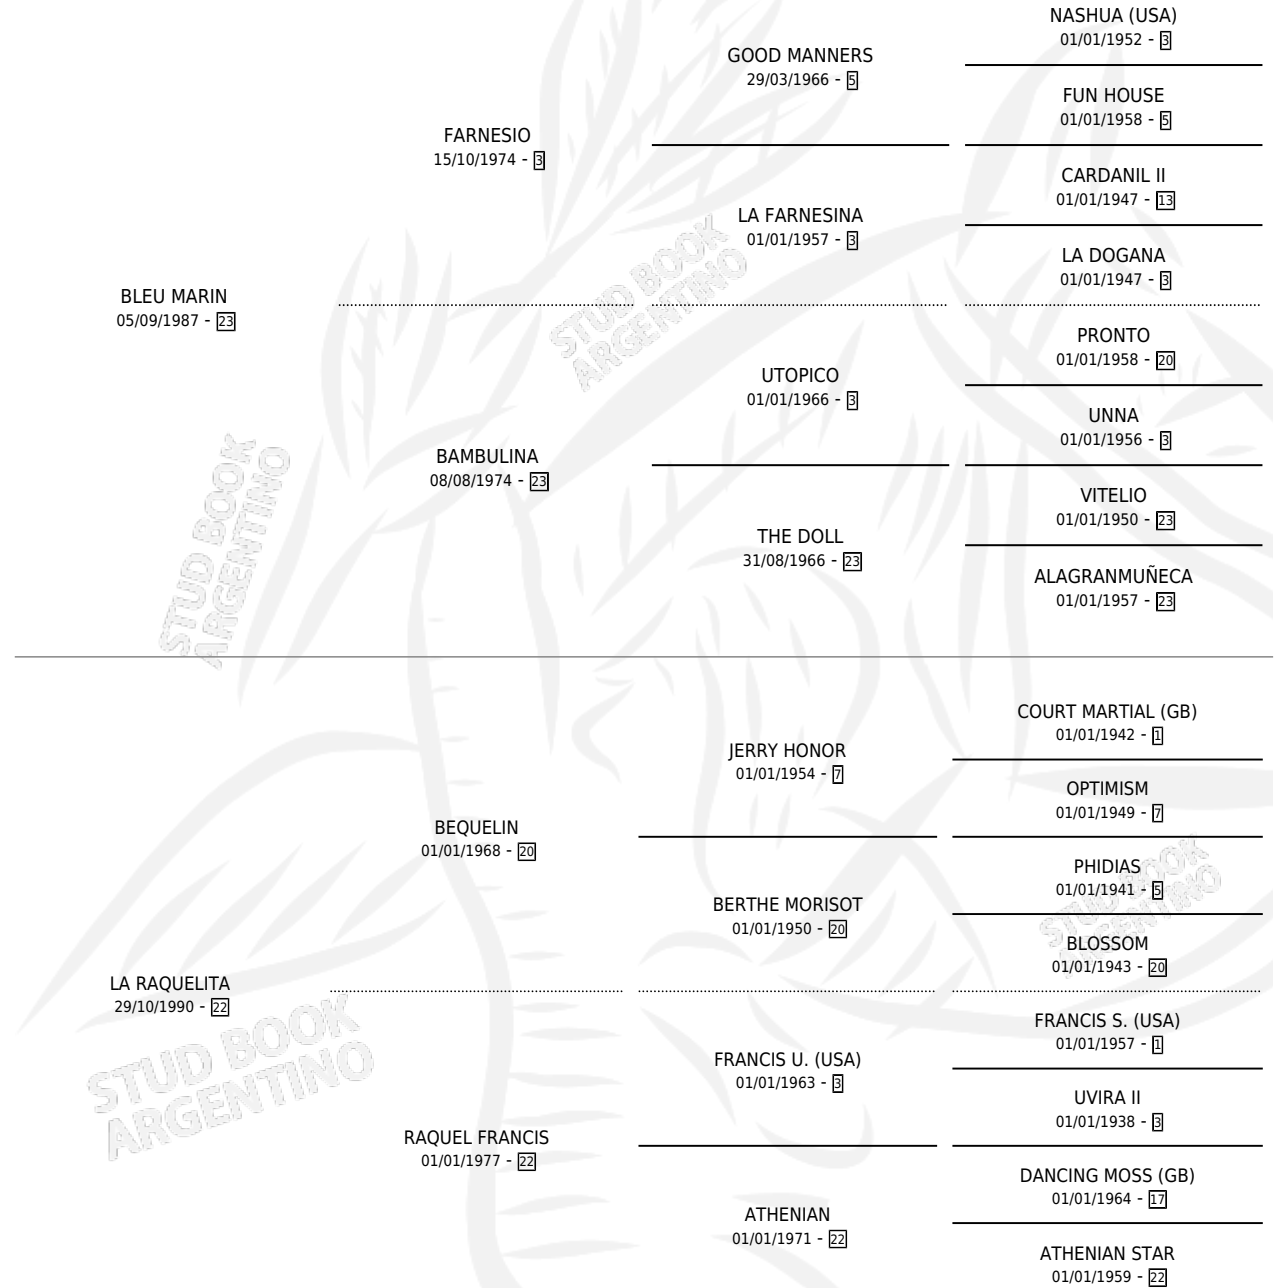 NASHUA (USA)
01/01/1952 - 3
GOOD MANNERS
29/03/1966 - 5
FUN HOUSE
01/01/1958 - 5
FARNESIO
15/10/1974 - 3
CARDANIL II
01/01/1947 - 13
LA FARNESINA
01/01/1957 - 3
LA DOGANA
01/01/1947 - 3
BLEU MARIN
05/09/1987 - 23
PRONTO
01/01/1958 - 20
UTOPICO
01/01/1966 - 3
UNNA
01/01/1956 - 3
BAMBULINA
08/08/1974 - 23
VITELIO
01/01/1950 - 23
THE DOLL
31/08/1966 - 23
ALAGRANMUÑECA
01/01/1957 - 23
COURT MARTIAL (GB)
01/01/1942 - 1
JERRY HONOR
01/01/1954 - 7
OPTIMISM
01/01/1949 - 7
BEQUELIN
01/01/1968 - 20
PHIDIAS
01/01/1941 - 5
BERTHE MORISOT
01/01/1950 - 20
BLOSSOM
01/01/1943 - 20
LA RAQUELITA
29/10/1990 - 22
FRANCIS S. (USA)
01/01/1957 - 1
FRANCIS U. (USA)
01/01/1963 - 3
UVIRA II
01/01/1938 - 3
RAQUEL FRANCIS
01/01/1977 - 22
DANCING MOSS (GB)
01/01/1964 - 17
ATHENIAN
01/01/1971 - 22
ATHENIAN STAR
01/01/1959 - 22
STUD BOOK
ARGENTINO
STUD BOOK
ARGENTINO
STUD BOOK
ARGENTINO
STUD BOOK
ARGENTINO